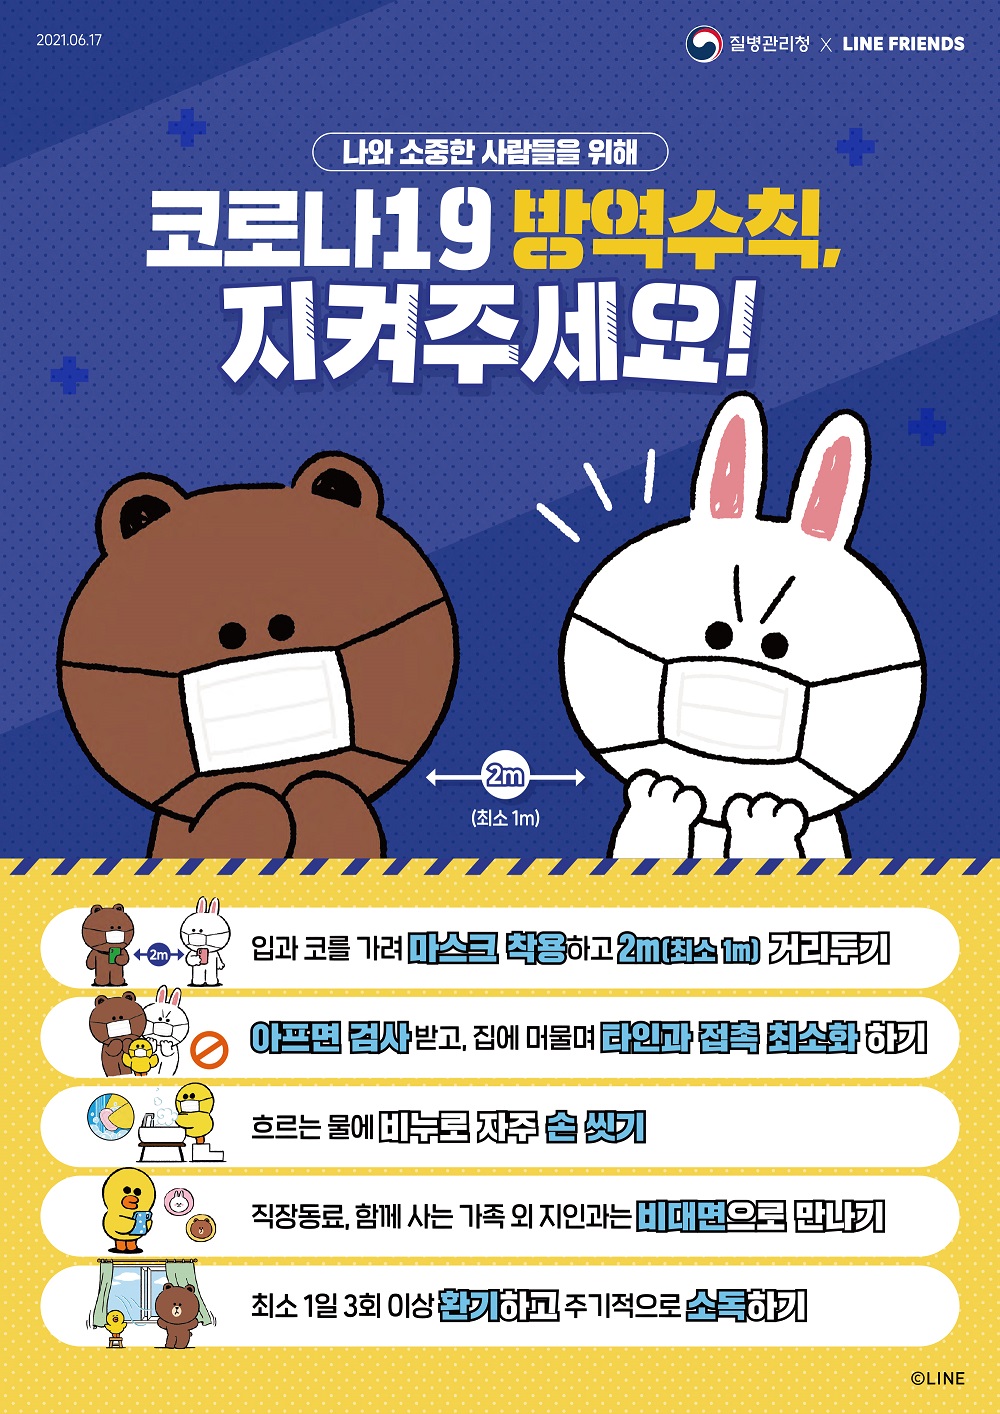 2021.06.17
질병관리청 X LINE FRIENDS
나와 소중한 사람들을 위해
코로나19 방역수칙,
지켜주세요!
2m
(최소 1m)
2m
입과 코를 가려 마스크 착용하고 2m(최소 1m) 거리두기
아프면 검사 받고, 집에 머물며 타인과 접촉 최소화 하기
흐르는 물에 비누로 자주 손 씻기
직장동료, 함께 사는 가족 외 지인과는 비대면으로 만나기
최소 1일 3회 이상 환기하고 주기적으로 소독하기
©LINE